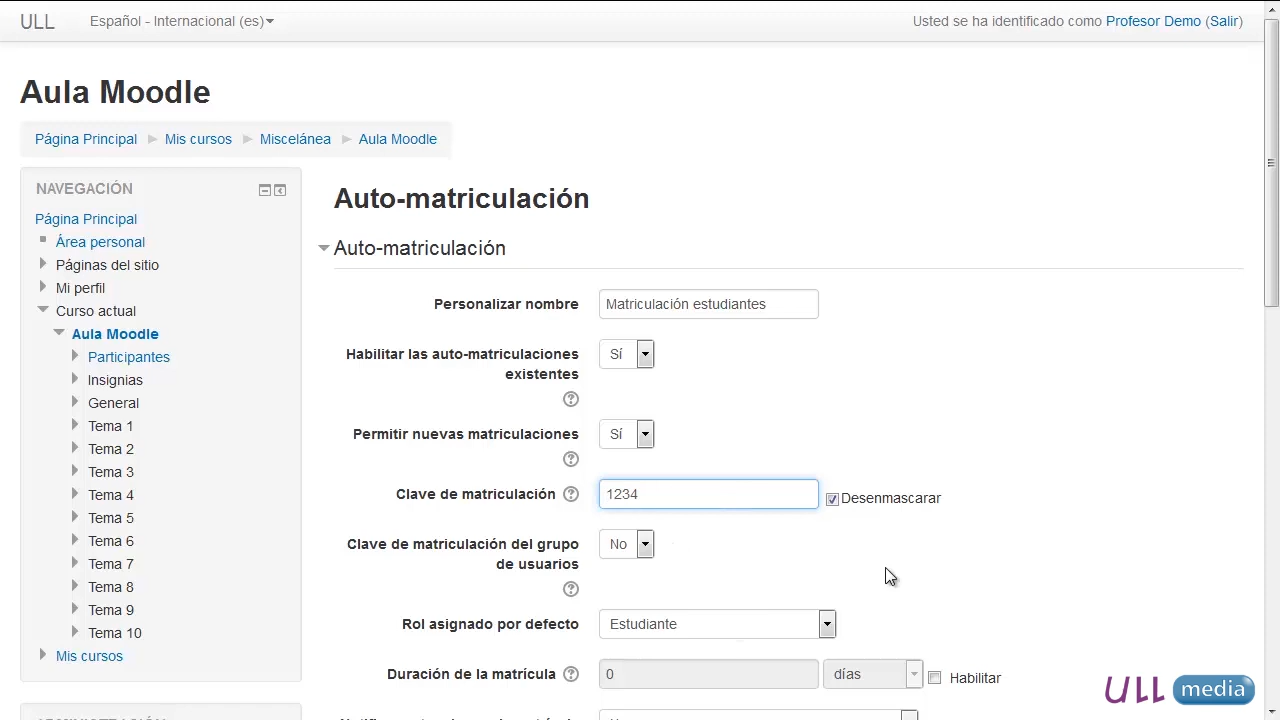 ULL Español - Internacional (es) Usted se ha identificado como Profesor Demo (Salir)
Aula Moodle
Página Principal Mis cursos Miscelánea Aula Moodle
NAVEGACIÓN
Página Principal
Área personal
Páginas del sitio
Mi perfil
Curso actual
Aula Moodle
Participantes
Insignias
General
Tema 1
Tema 2
Tema 3
Tema 4
Tema 5
Tema 6
Tema 7
Tema 8
Tema 9
Tema 10
Mis cursos
Auto-matriculación
Auto-matriculación
Personalizar nombre Matriculación estudiantes
Habilitar las auto-matriculaciones Sí
existentes
Permitir nuevas matriculaciones Sí
Clave de matriculación 1234 Desenmascarar
Clave de matriculación del grupo No
de usuarios
Rol asignado por defecto Estudiante
Duración de la matrícula 0 días Habilitar
ULL media